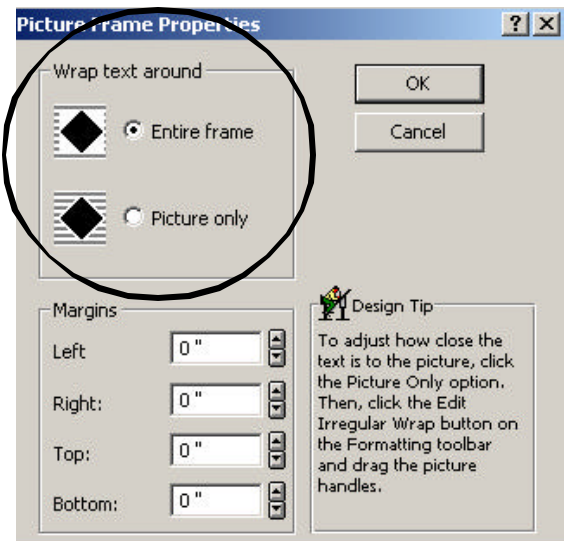 Picture Frame Properties
Wrap text around
OK
Entire frame
Cancel
Picture only
Margins
Left
0 "
Right:
0 "
Top:
0 "
Bottom:
0 "
Design Tip
To adjust how close the
text is to the picture, click
the Picture Only option.
Then, click the Edit
Irregular Wrap button on
the Formatting toolbar
and drag the picture
handles.